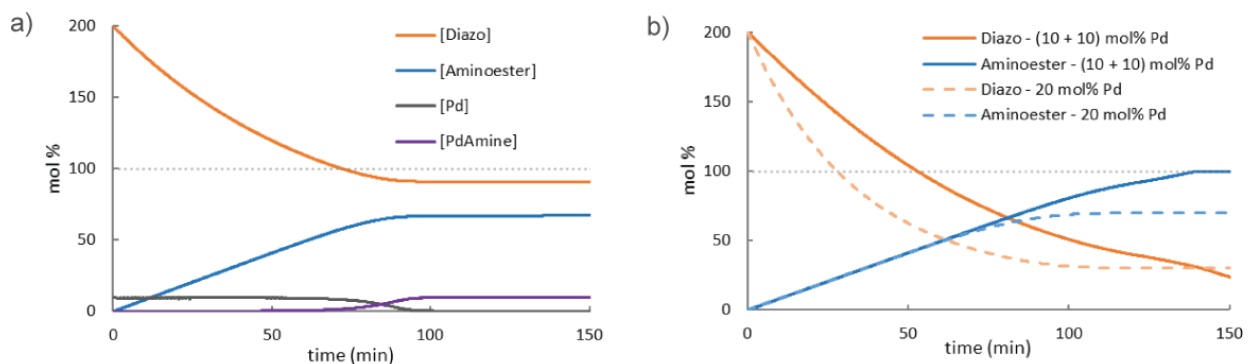 a)
200
150
100
50
0
mol %
0
50
100
150
time (min)
[Diazo]
[Aminoester]
[Pd]
[PdAmine]
b)
200
150
100
50
0
mol %
0
50
100
150
time (min)
Diazo - (10 + 10) mol% Pd
Aminoester - (10 + 10) mol% Pd
Diazo - 20 mol% Pd
Aminoester - 20 mol% Pd